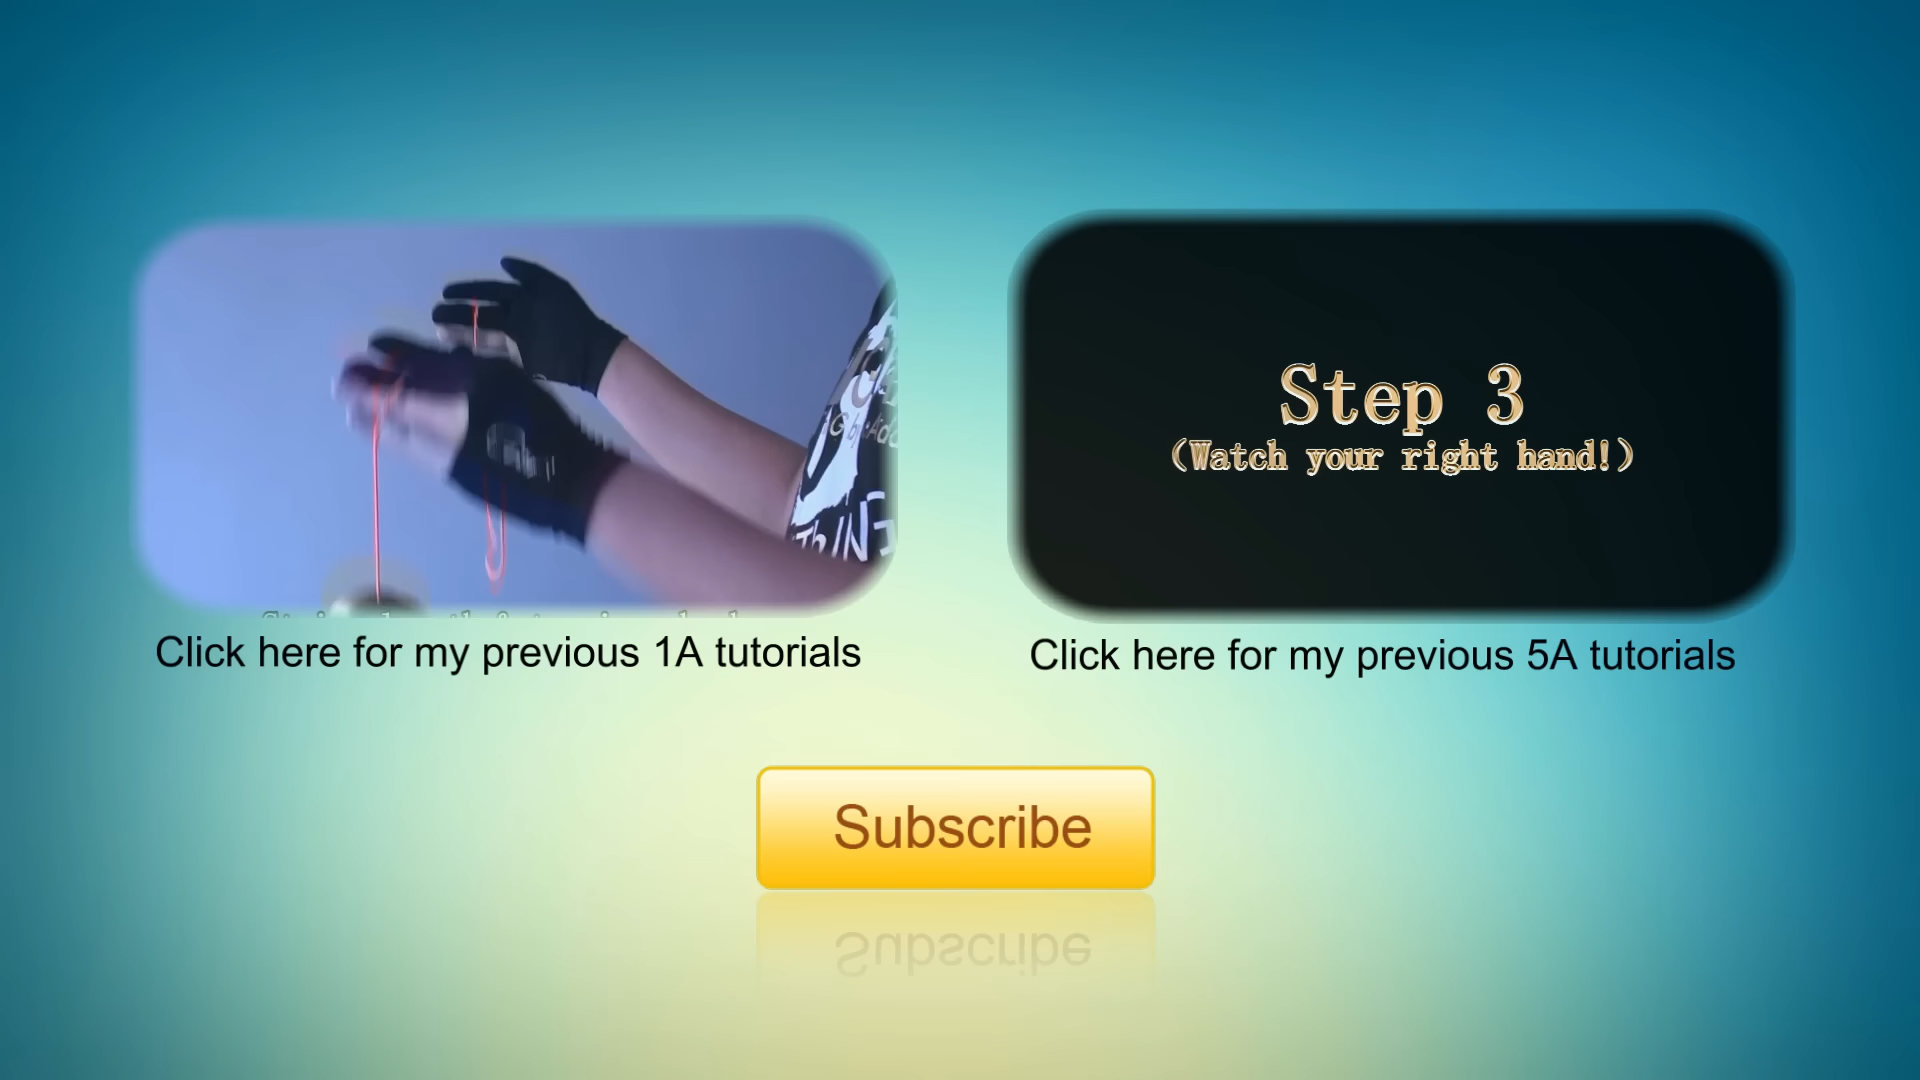 Step 3
(Watch your right hand!)
Click here for my previous 1A tutorials
Click here for my previous 5A tutorials
Subscribe